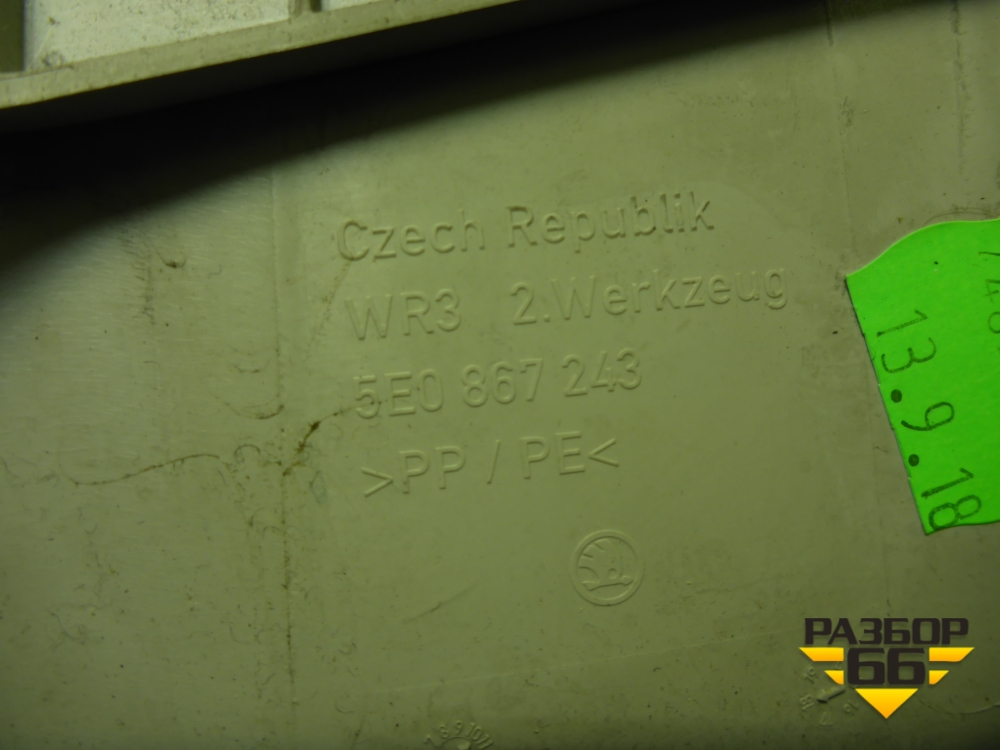 Czech Republik
WR3 2.Werkzeug
5E0 867 243
>PP / PE<
13.9.18
РАЗБОР
66